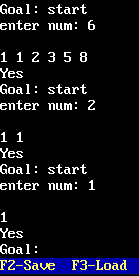 Goal: start
enter num: 6
1 1 2 3 5 8
Yes
Goal: start
enter num: 2
1 1
Yes
Goal: start
enter num: 1
1
Yes
Goal:
F2-Save  F3-Load